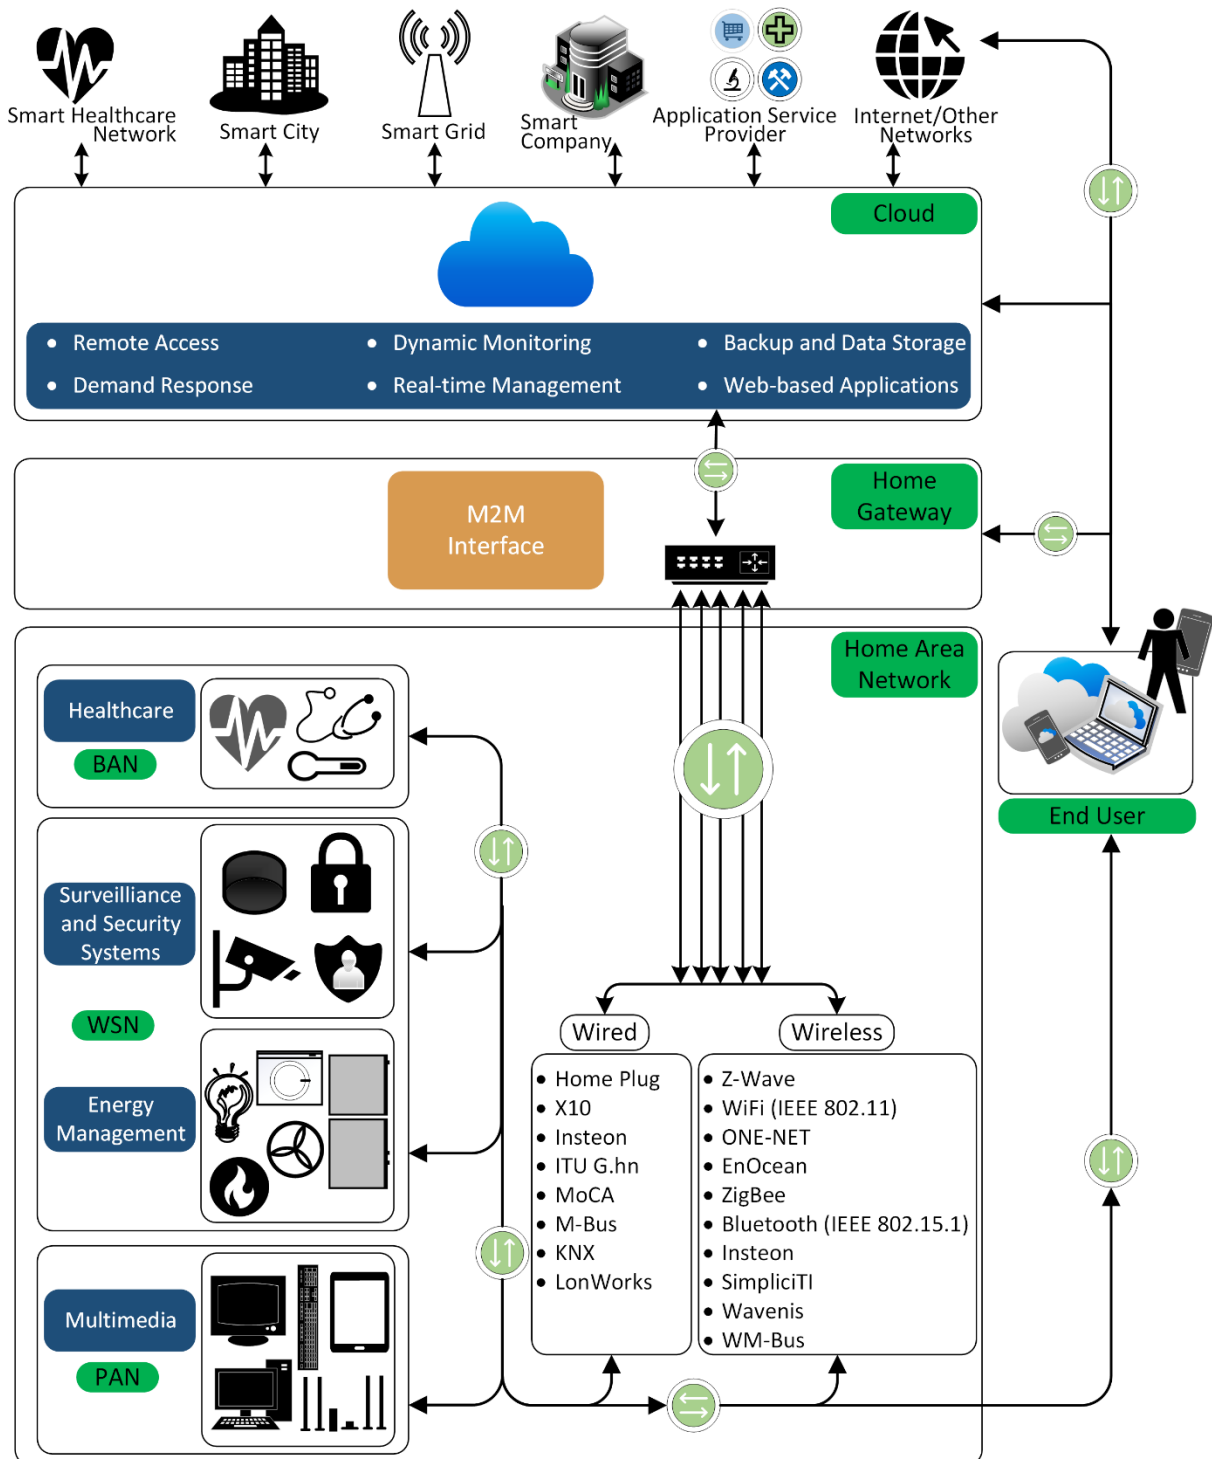 Smart Healthcare
Network
Smart City
Smart Grid
Smart
Company
Application Service
Provider
Internet/Other
Networks
Cloud
• Remote Access
• Dynamic Monitoring
• Backup and Data Storage
• Demand Response
• Real-time Management
• Web-based Applications
M2M
Interface
Home
Gateway
Home Area
Network
Healthcare
BAN
End User
Surveilliance
and Security
Systems
WSN
Energy
Management
Multimedia
PAN
Wired
• Home Plug
• X10
• Insteon
• ITU G.hn
• MoCA
• M-Bus
• KNX
• LonWorks
Wireless
• Z-Wave
• WiFi (IEEE 802.11)
• ONE-NET
• EnOcean
• ZigBee
• Bluetooth (IEEE 802.15.1)
• Insteon
• SimpliciTI
• Wavenis
• WM-Bus